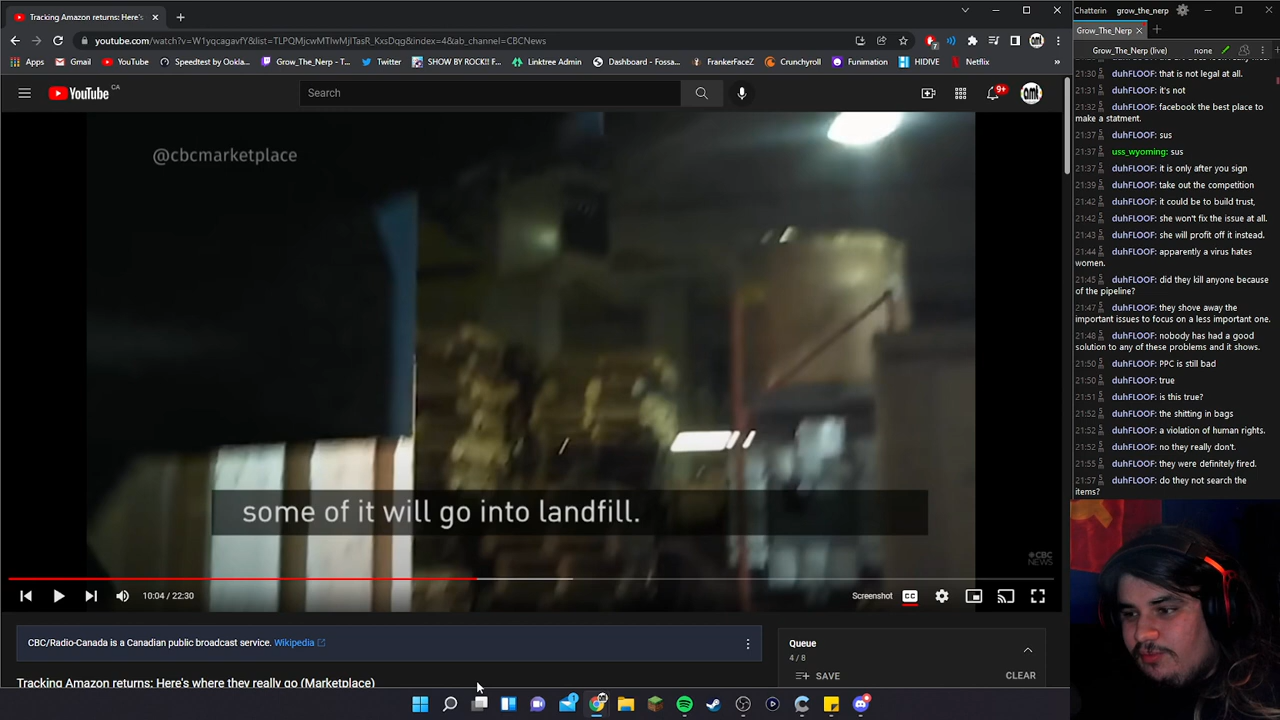 Tracking Amazon returns: Here's
youtube.com/watch?v=W1yqcagavfY&list=TLPQMjcwMTIwMjITasR_KxsDqg&index=4&ab_channel=CBCNews
Apps Gmail YouTube Speedtest by Ookla... Grow_The_Nerp - T... Twitter SHOW BY ROCK!! F... Linktree Admin Dashboard - Fossa... FrankerFaceZ Crunchyroll Funimation HIDIVE Netflix
YouTube CA
Search
9+
@cbcmarketplace
some of it will go into landfill.
CBC NEWS
10:04 / 22:30
Screenshot
CC
CBC/Radio-Canada is a Canadian public broadcast service. Wikipedia
Tracking Amazon returns: Here's where they really go (Marketplace)
Queue
4 / 8
SAVE
CLEAR
Chatterin grow_the_nerp
Grow_The_Nerp
Grow_The_Nerp (live) none
21:30 duhFLOOF: that is not legal at all.
21:31 duhFLOOF: it's not
21:32 duhFLOOF: facebook the best place to
make a statment.
21:37 duhFLOOF: sus
21:37 uss_wyoming: sus
21:37 duhFLOOF: it is only after you sign
21:39 duhFLOOF: take out the competition
21:42 duhFLOOF: it could be to build trust,
21:42 duhFLOOF: she won't fix the issue at all.
21:43 duhFLOOF: she will profit off it instead.
21:44 duhFLOOF: apparently a virus hates
women.
21:45 duhFLOOF: did they kill anyone because
of the pipeline?
21:47 duhFLOOF: they shove away the
important issues to focus on a less important one.
21:48 duhFLOOF: nobody has had a good
solution to any of these problems and it shows.
21:50 duhFLOOF: PPC is still bad
21:50 duhFLOOF: true
21:51 duhFLOOF: is this true?
21:52 duhFLOOF: the shitting in bags
21:52 duhFLOOF: a violation of human rights.
21:52 duhFLOOF: no they really don't.
21:55 duhFLOOF: they were definitely fired.
21:57 duhFLOOF: do they not search the
items?